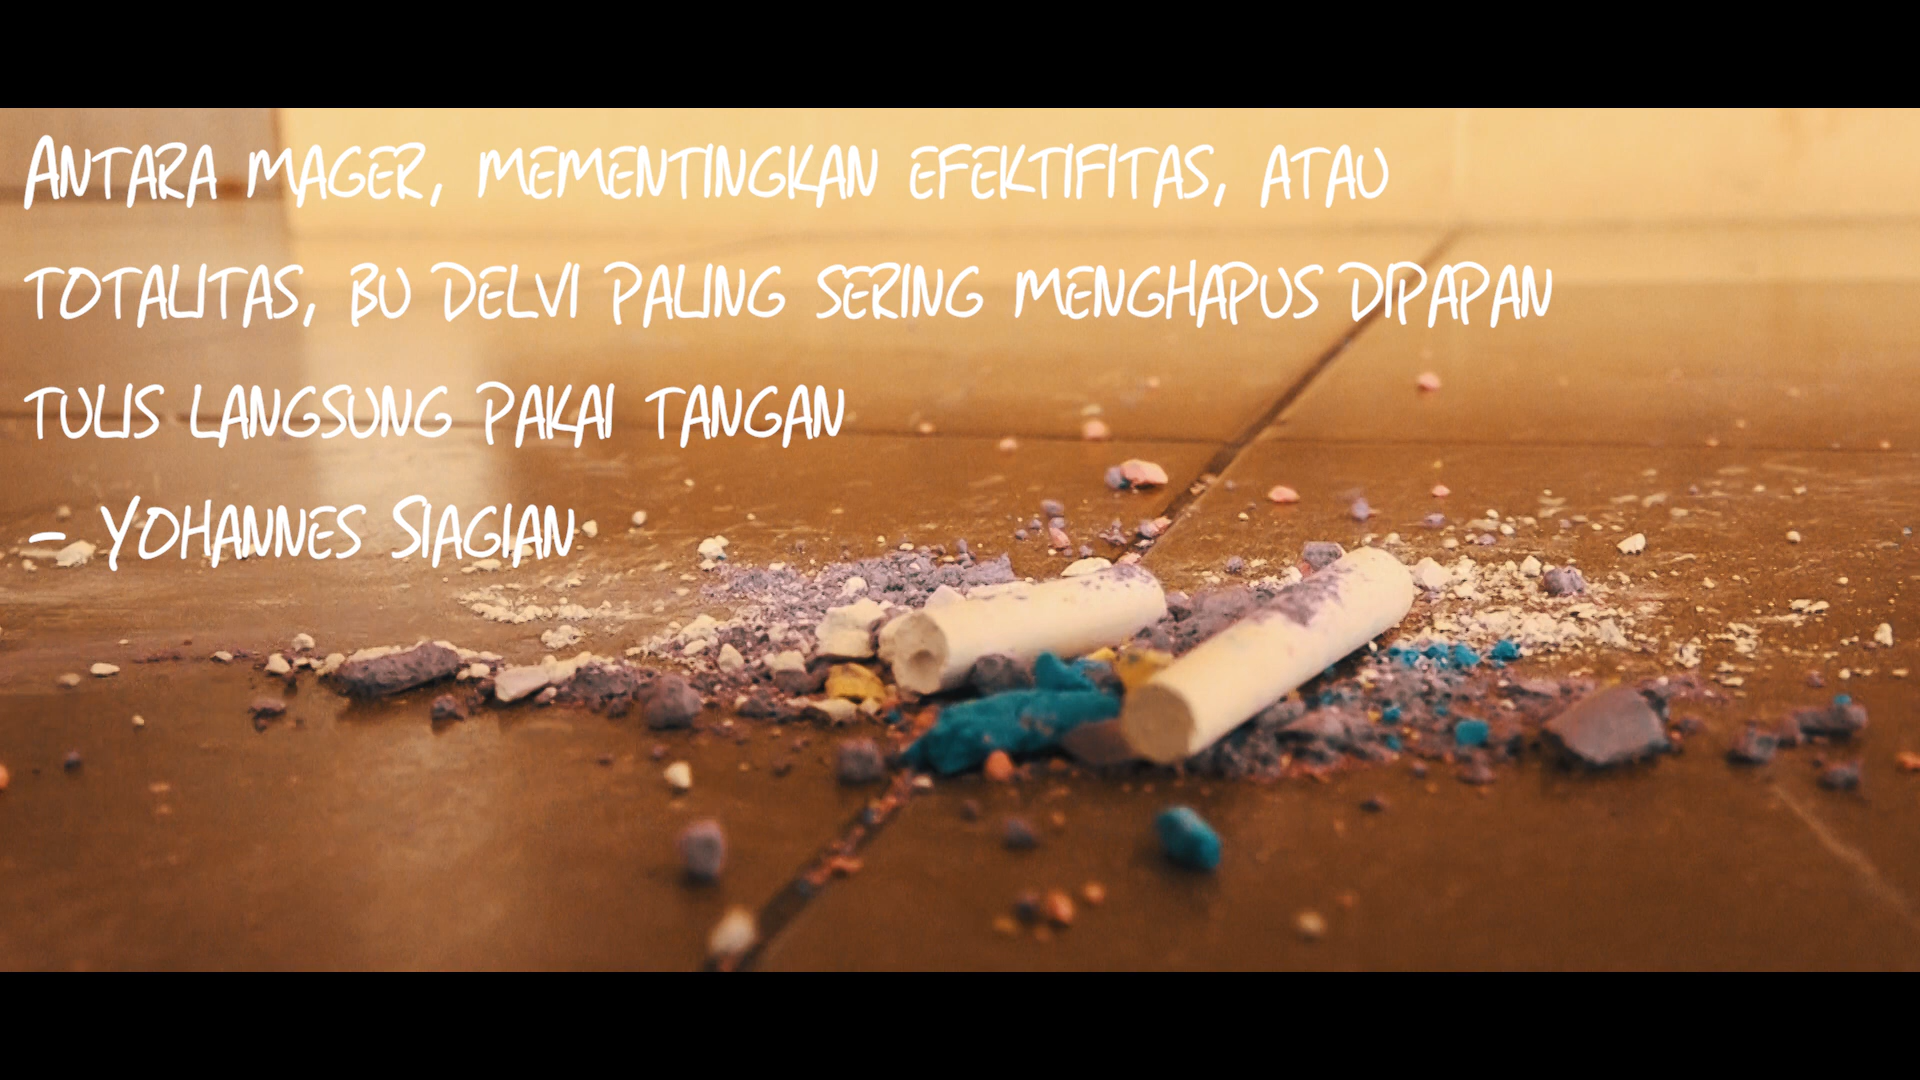 Antara mager, mementingkan efektifitas, atau
totalitas, bu Delvi paling sering menghapus dipapan
tulis langsung pakai tangan
- Yohannes Siagian